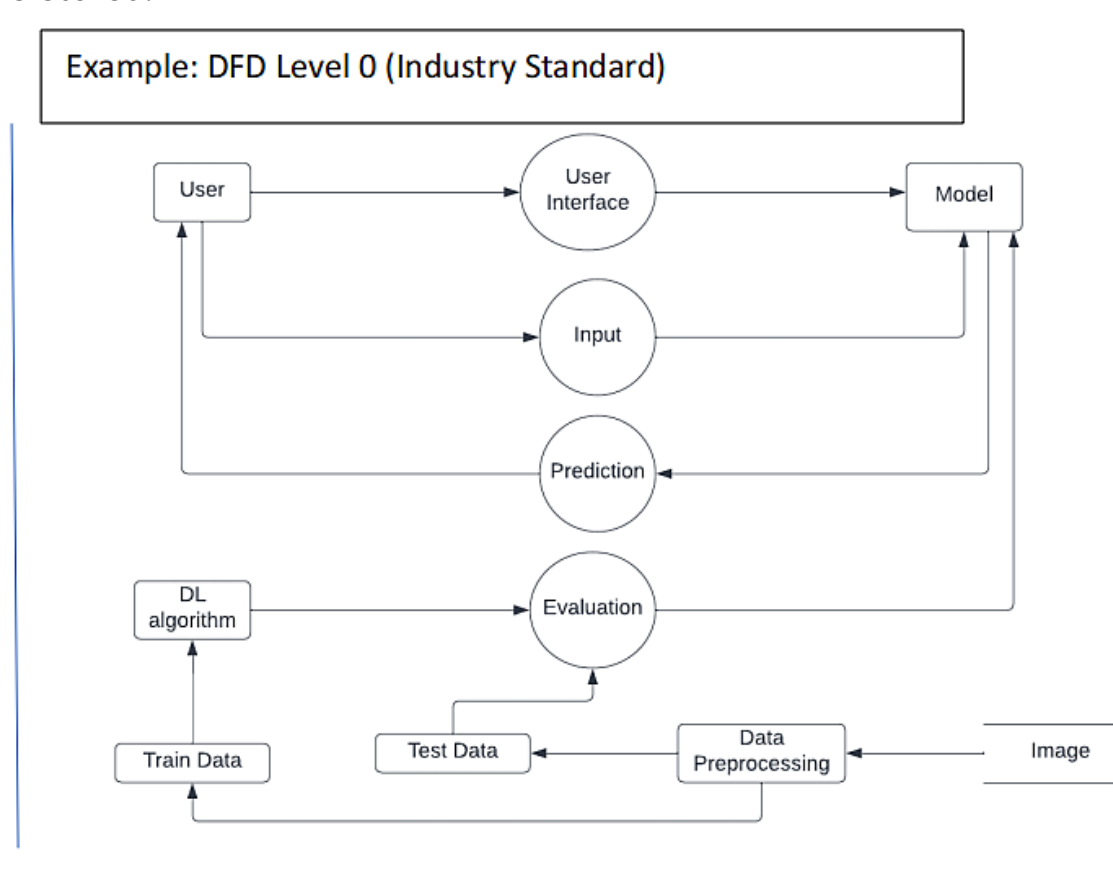 Example: DFD Level 0 (Industry Standard)
User
User
Interface
Model
Input
Prediction
DL
algorithm
Evaluation
Train Data
Test Data
Data
Preprocessing
Image